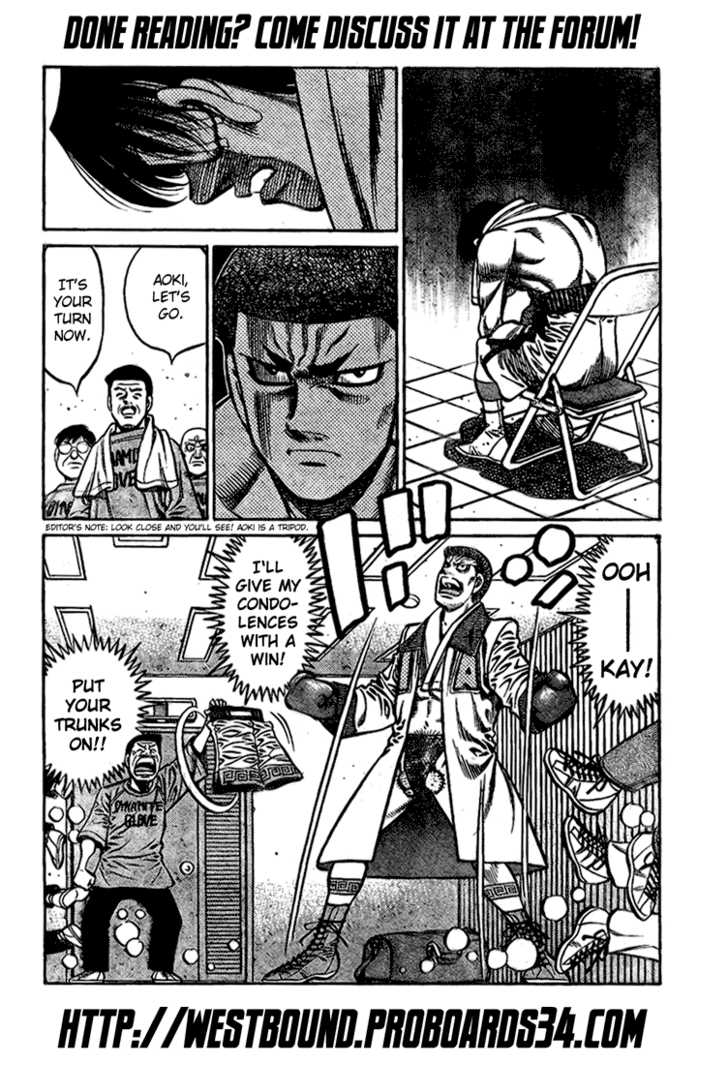 DONE READING? COME DISCUSS IT AT THE FORUM!
AOKI,
LET'S
GO.
IT'S
YOUR
TURN
NOW.
EDITOR'S NOTE: LOOK CLOSE AND YOU'LL SEE! AOKI IS A TRIPOD.
OOH
—
KAY!
I'LL
GIVE MY
CONDO-
LENCES
WITH A
WIN!
PUT
YOUR
TRUNKS
ON!!
DYNAMITE
GLOVE
HTTP://WESTBOUND.PROBOARDS34.COM